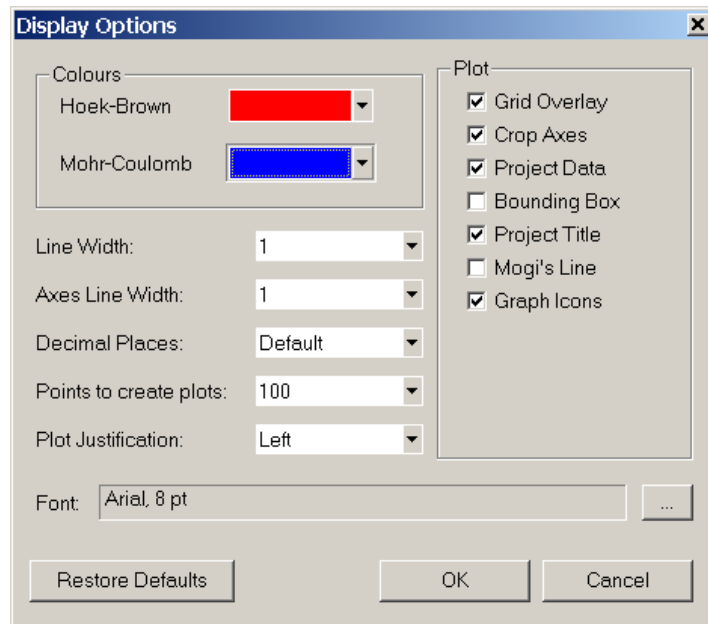 Display Options
Colours
Hoek-Brown
Mohr-Coulomb
Line Width: 1
Axes Line Width: 1
Decimal Places: Default
Points to create plots: 100
Plot Justification: Left
Plot
Grid Overlay
Crop Axes
Project Data
Bounding Box
Project Title
Mogi's Line
Graph Icons
Font: Arial, 8 pt ...
Restore Defaults OK Cancel